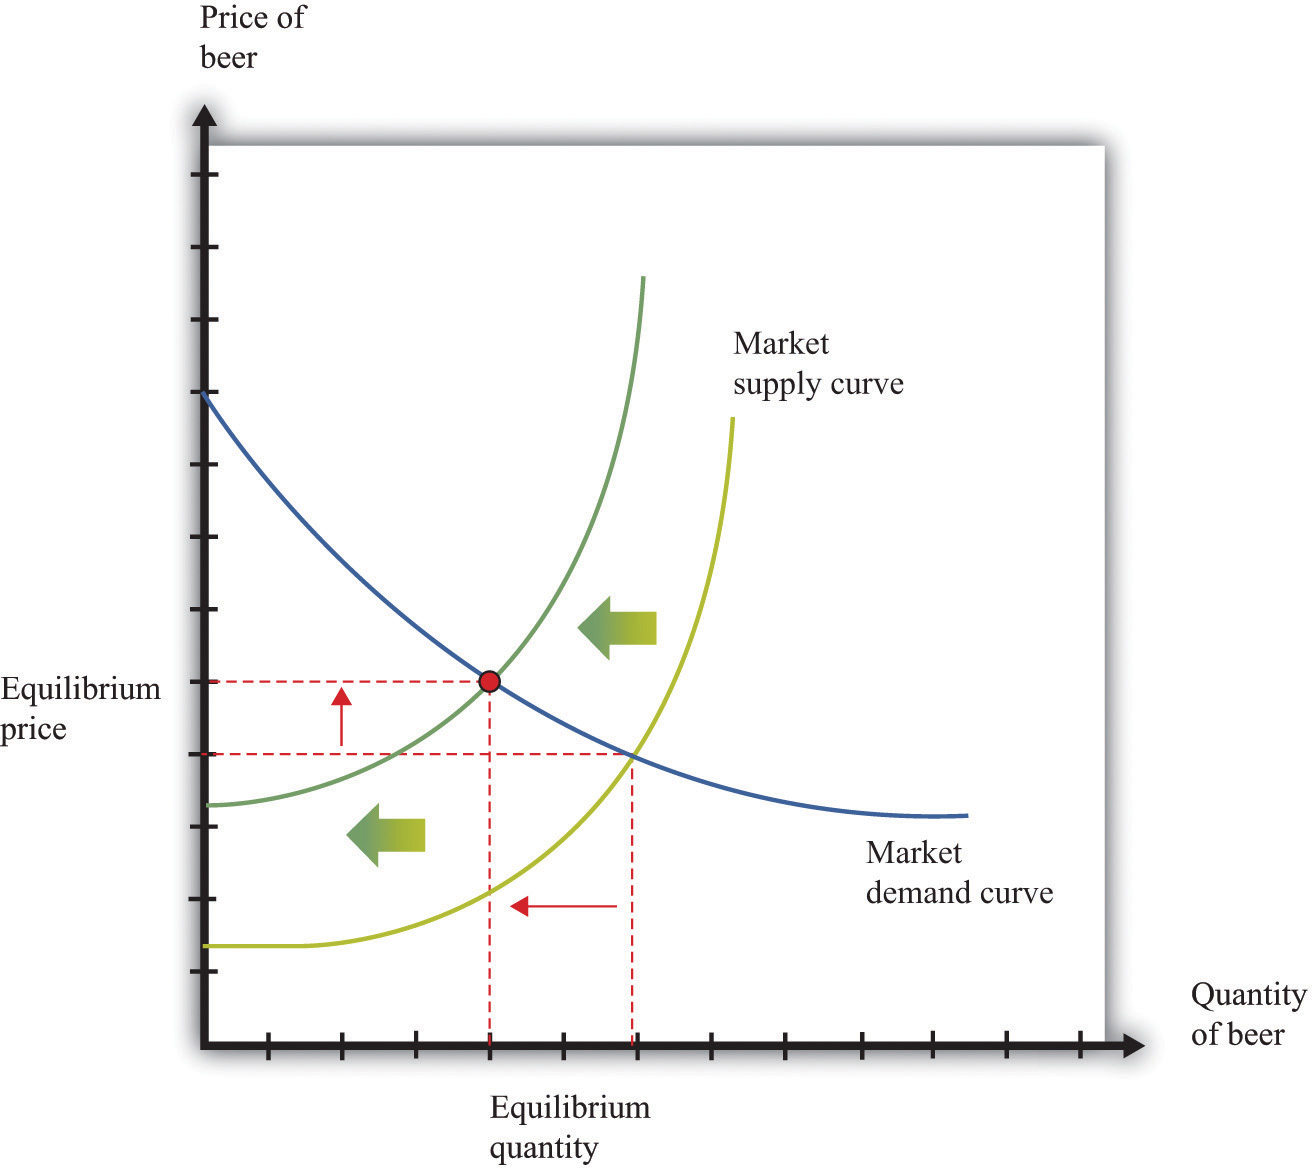 Price of
beer
Market
supply curve
Equilibrium
price
Market
demand curve
Quantity
of beer
Equilibrium
quantity